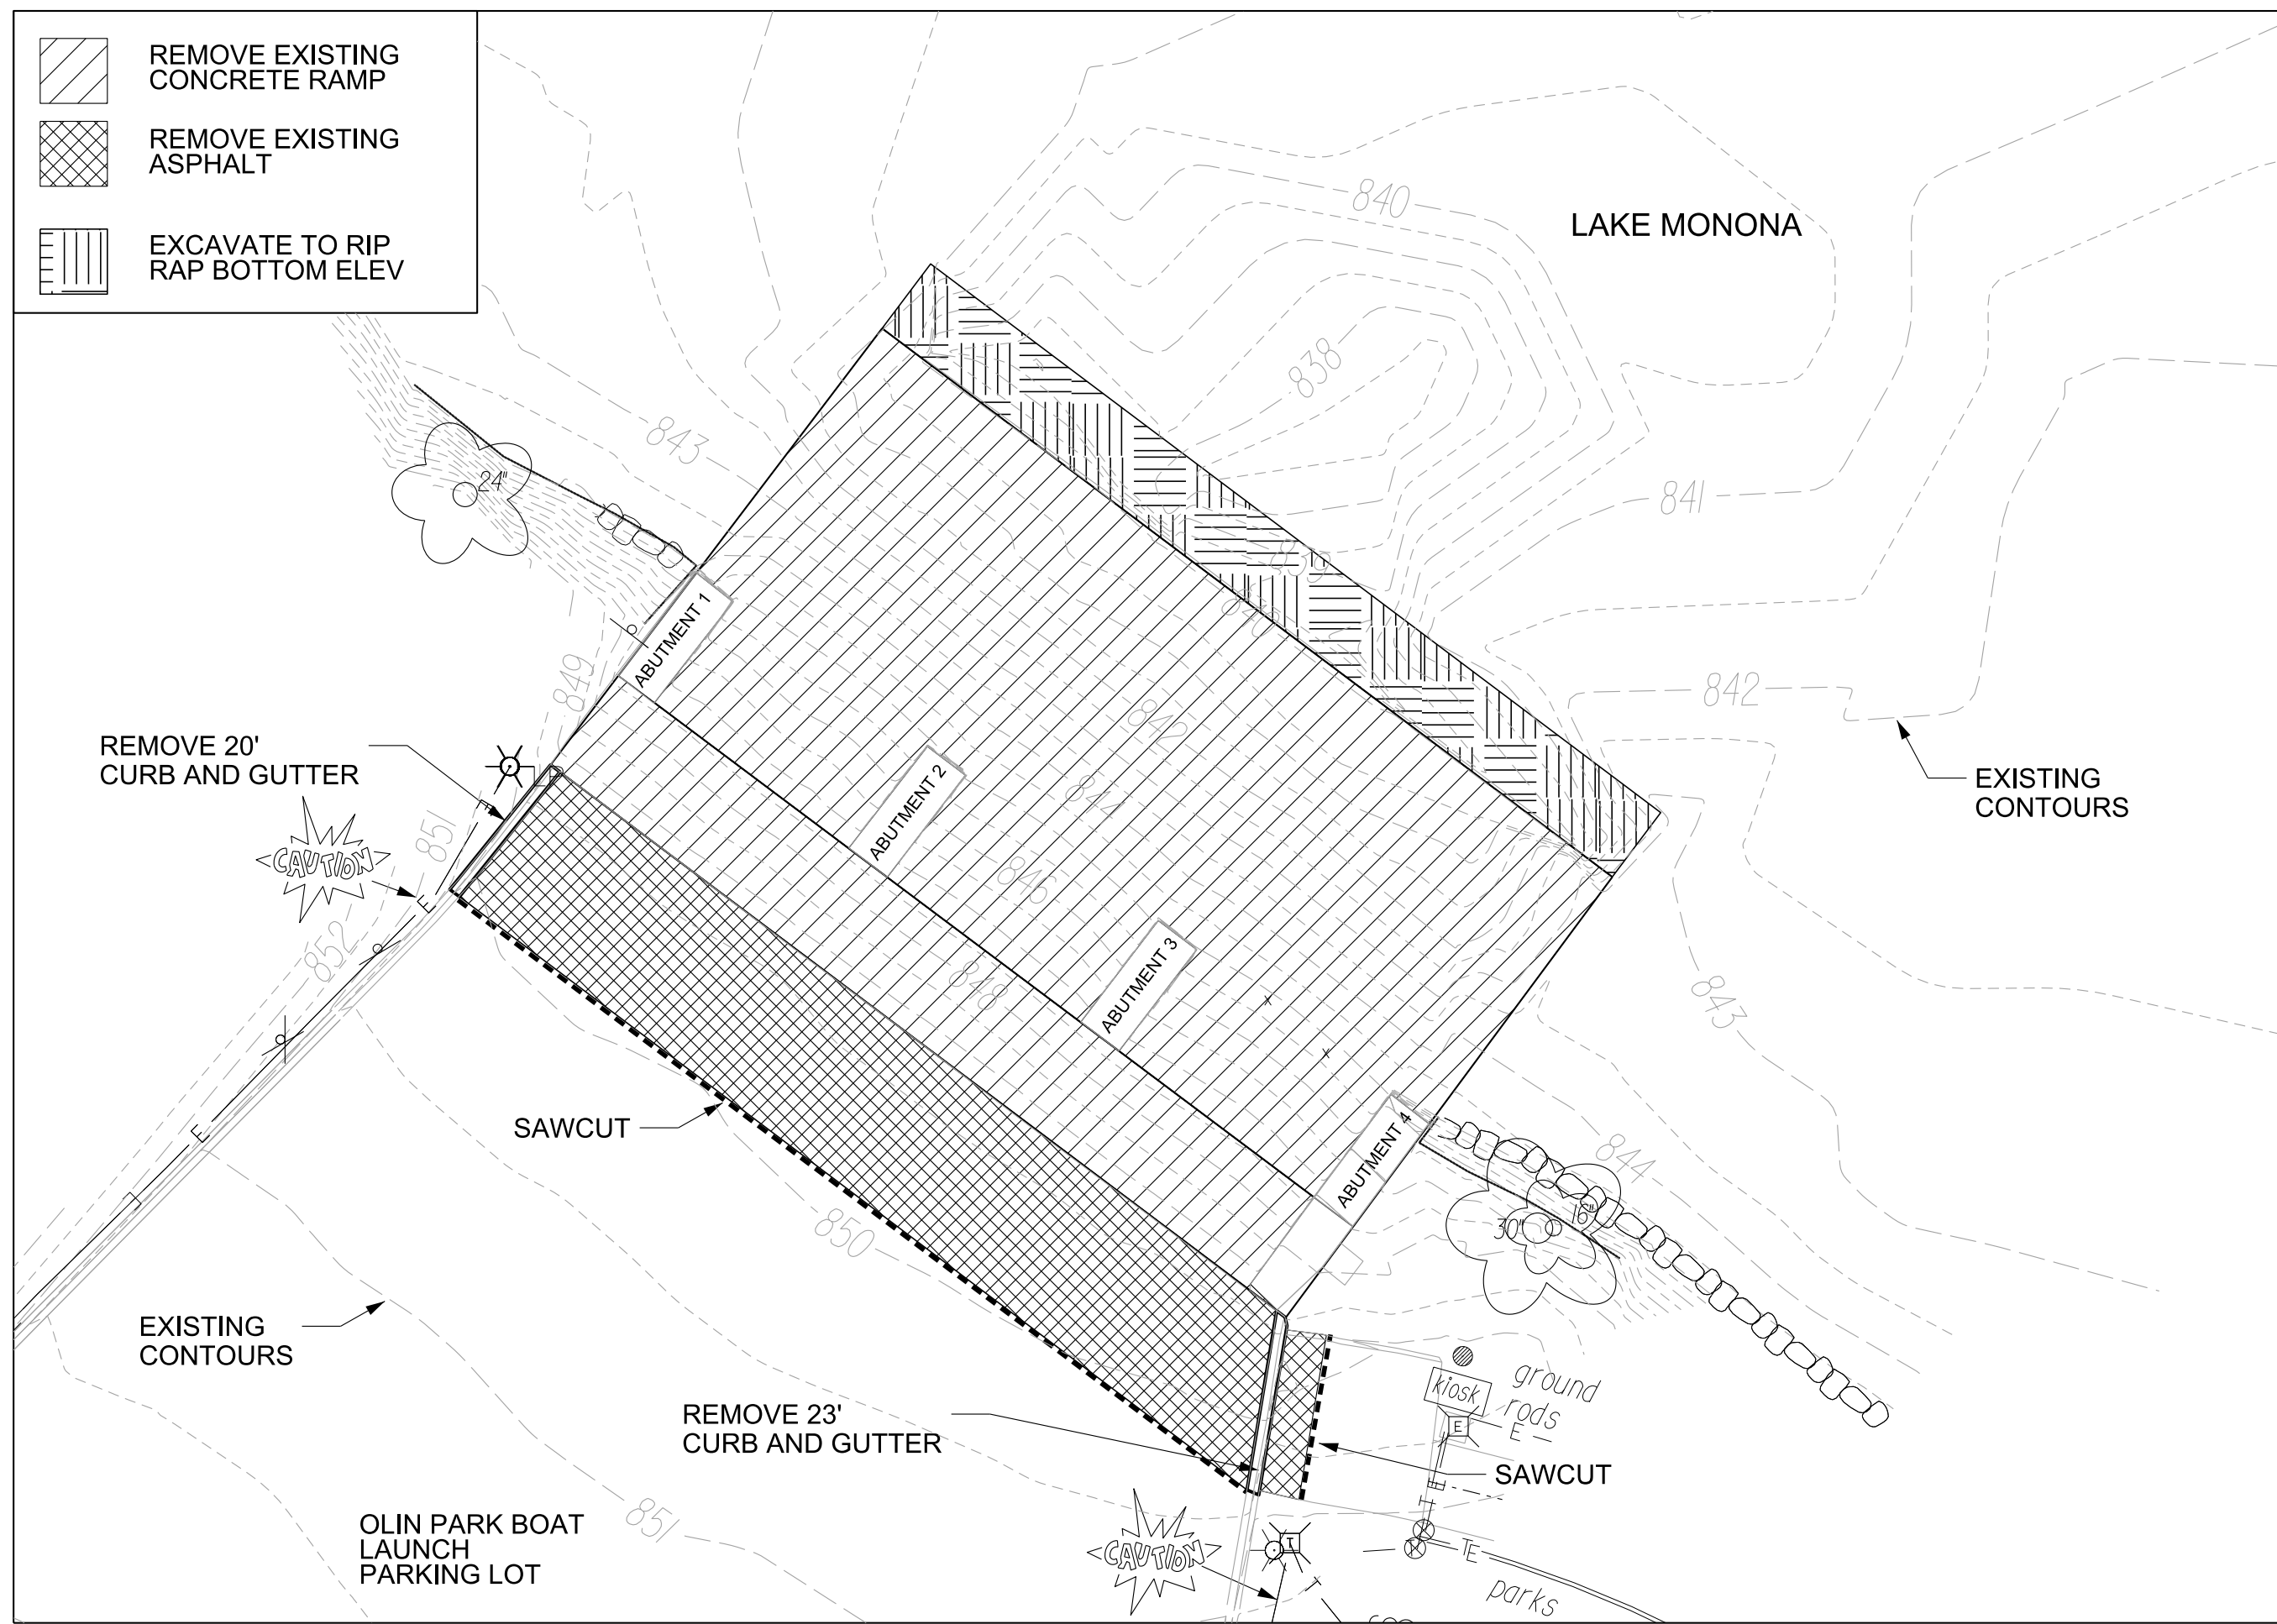 REMOVE EXISTING
CONCRETE RAMP
REMOVE EXISTING
ASPHALT
EXCAVATE TO RIP
RAP BOTTOM ELEV
840
LAKE MONONA
838
843
24"
841
839
840
ABUTMENT 1
849
842
842
REMOVE 20'
CURB AND GUTTER
ABUTMENT 2
844
EXISTING
CONTOURS
E
851
CAUTION
E
846
852
ABUTMENT 3
848
843
X
X
E
SAWCUT
ABUTMENT 4
844
16"
30"
850
EXISTING
CONTOURS
kiosk
ground
rods
REMOVE 23'
CURB AND GUTTER
E
E
SAWCUT
851
OLIN PARK BOAT
LAUNCH
PARKING LOT
T
CAUTION
T
TE
T
parks